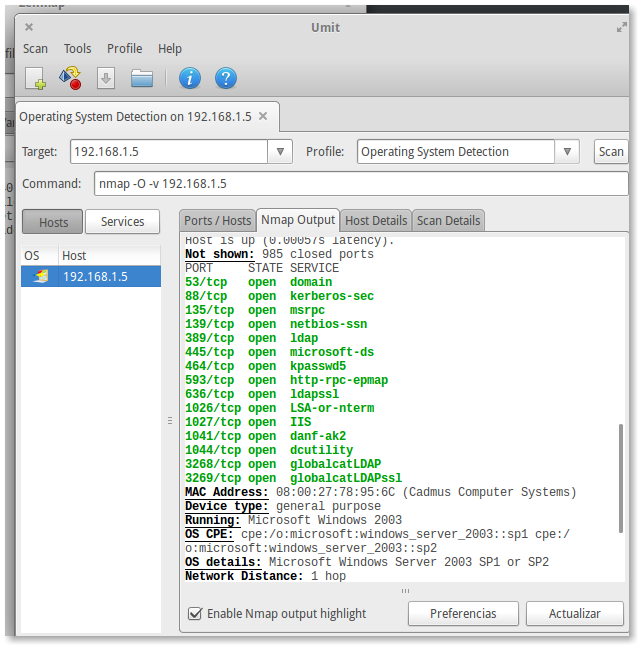 Umit
Scan Tools Profile Help
Operating System Detection on 192.168.1.5
Target: 192.168.1.5 Profile: Operating System Detection Scan
Command: nmap -O -v 192.168.1.5
Hosts Services
Ports / Hosts Nmap Output Host Details Scan Details
OS Host
192.168.1.5
Host is up (0.00057s latency).
Not shown: 985 closed ports
PORT STATE SERVICE
53/tcp open domain
88/tcp open kerberos-sec
135/tcp open msrpc
139/tcp open netbios-ssn
389/tcp open ldap
445/tcp open microsoft-ds
464/tcp open kpasswd5
593/tcp open http-rpc-epmap
636/tcp open ldapssl
1026/tcp open LSA-or-nterm
1027/tcp open IIS
1041/tcp open danf-ak2
1044/tcp open dcutility
3268/tcp open globalcatLDAP
3269/tcp open globalcatLDAPssl
MAC Address: 08:00:27:78:95:6C (Cadmus Computer Systems)
Device type: general purpose
Running: Microsoft Windows 2003
OS CPE: cpe:/o:microsoft:windows_server_2003::sp1 cpe:/
o:microsoft:windows_server_2003::sp2
OS details: Microsoft Windows Server 2003 SP1 or SP2
Network Distance: 1 hop
Enable Nmap output highlight
Preferencias
Actualizar